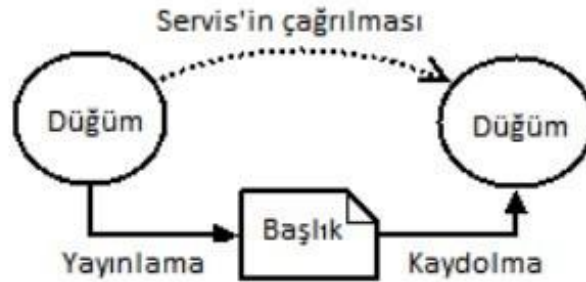 Servis'in çağrılması
Düğüm
Düğüm
Başlık
Yayınlama
Kaydolma